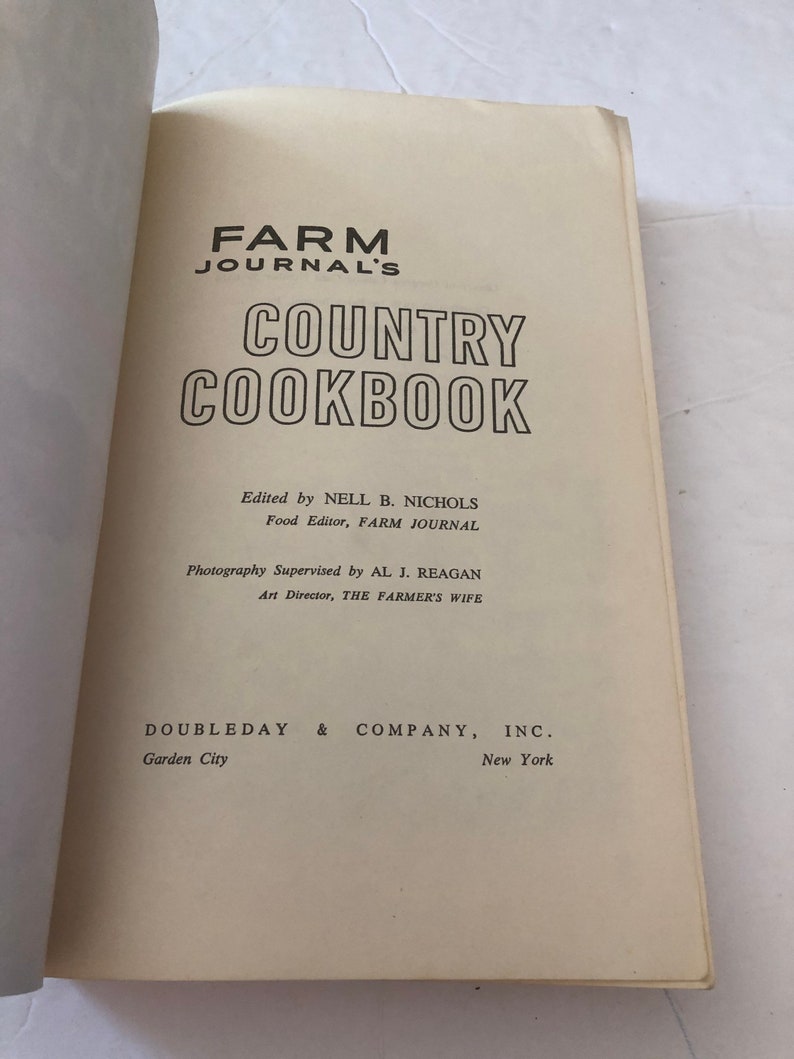 FARM
JOURNAL'S
COUNTRY
COOKBOOK
Edited by NELL B. NICHOLS
Food Editor, FARM JOURNAL
Photography Supervised by AL J. REAGAN
Art Director, THE FARMER'S WIFE
DOUBLEDAY & COMPANY, INC.
Garden City New York